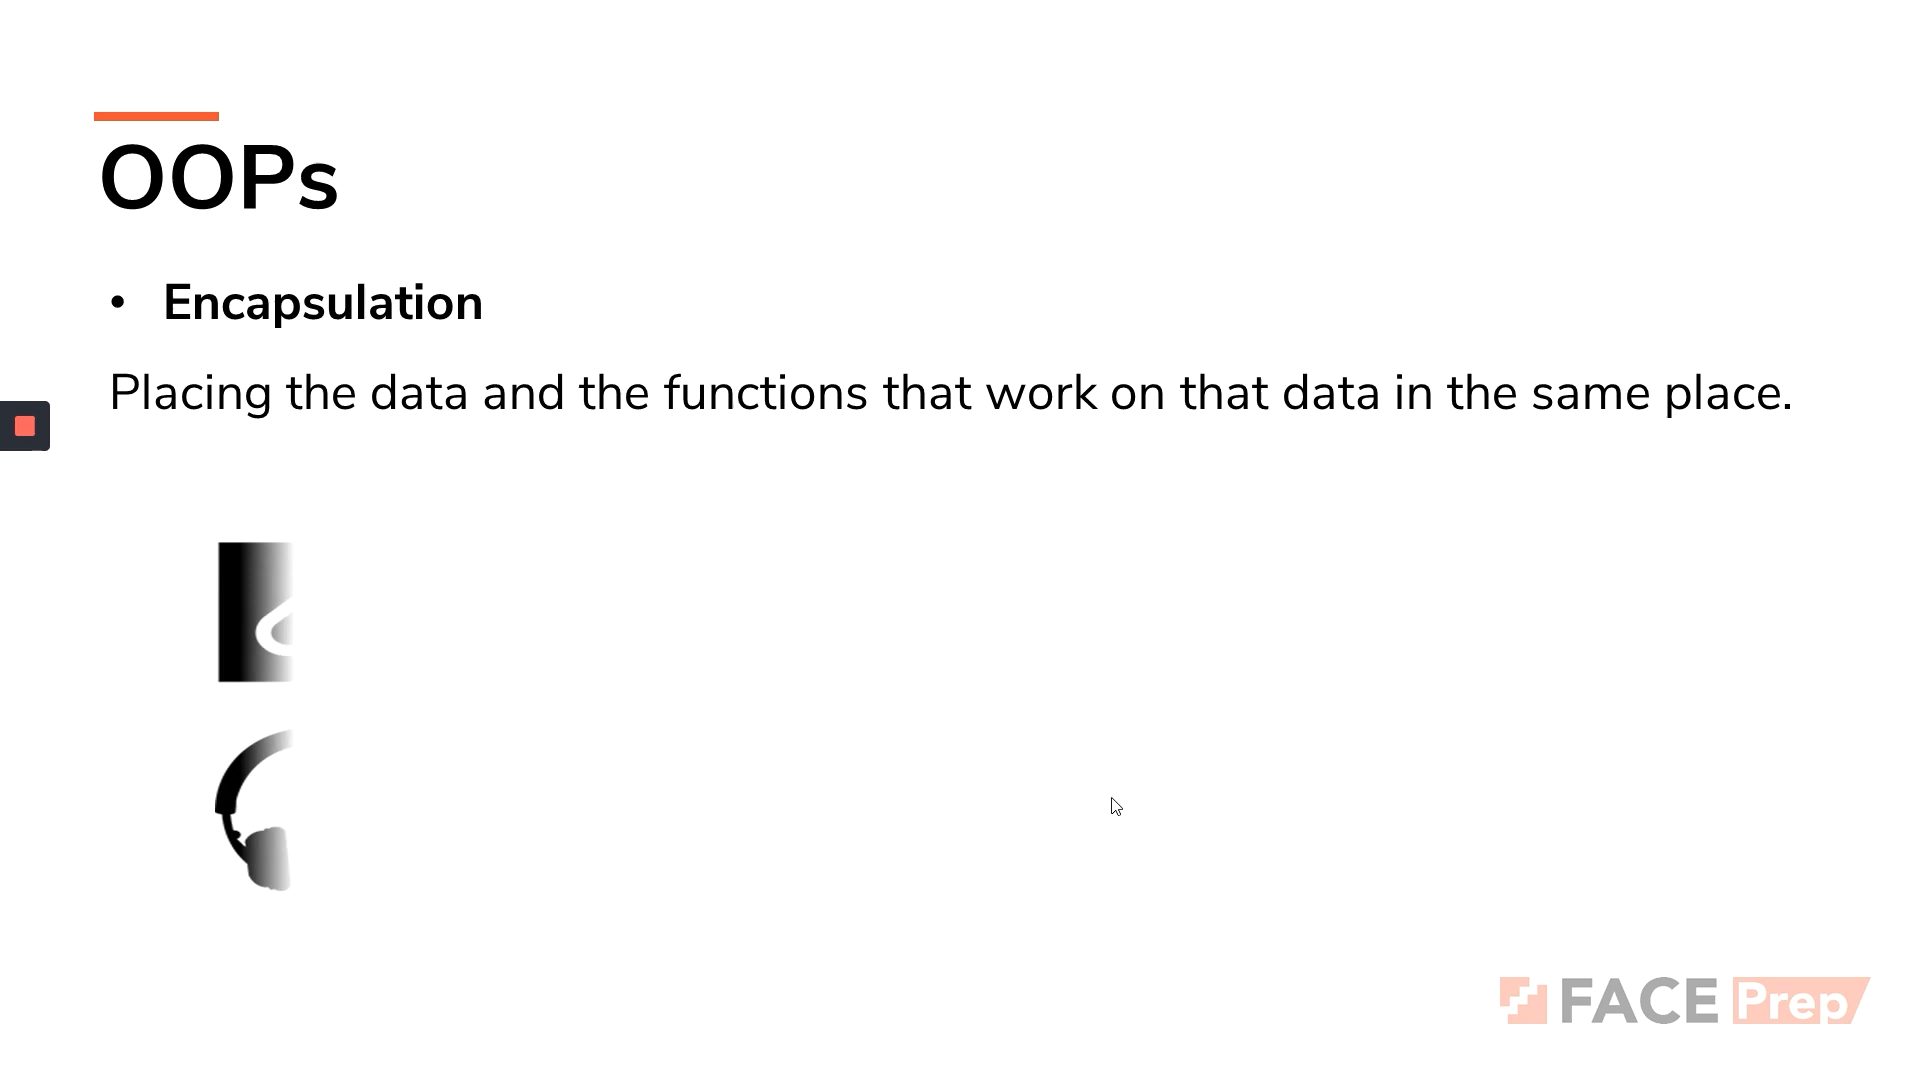 OOPs
• Encapsulation
Placing the data and the functions that work on that data in the same place.
FACE Prep